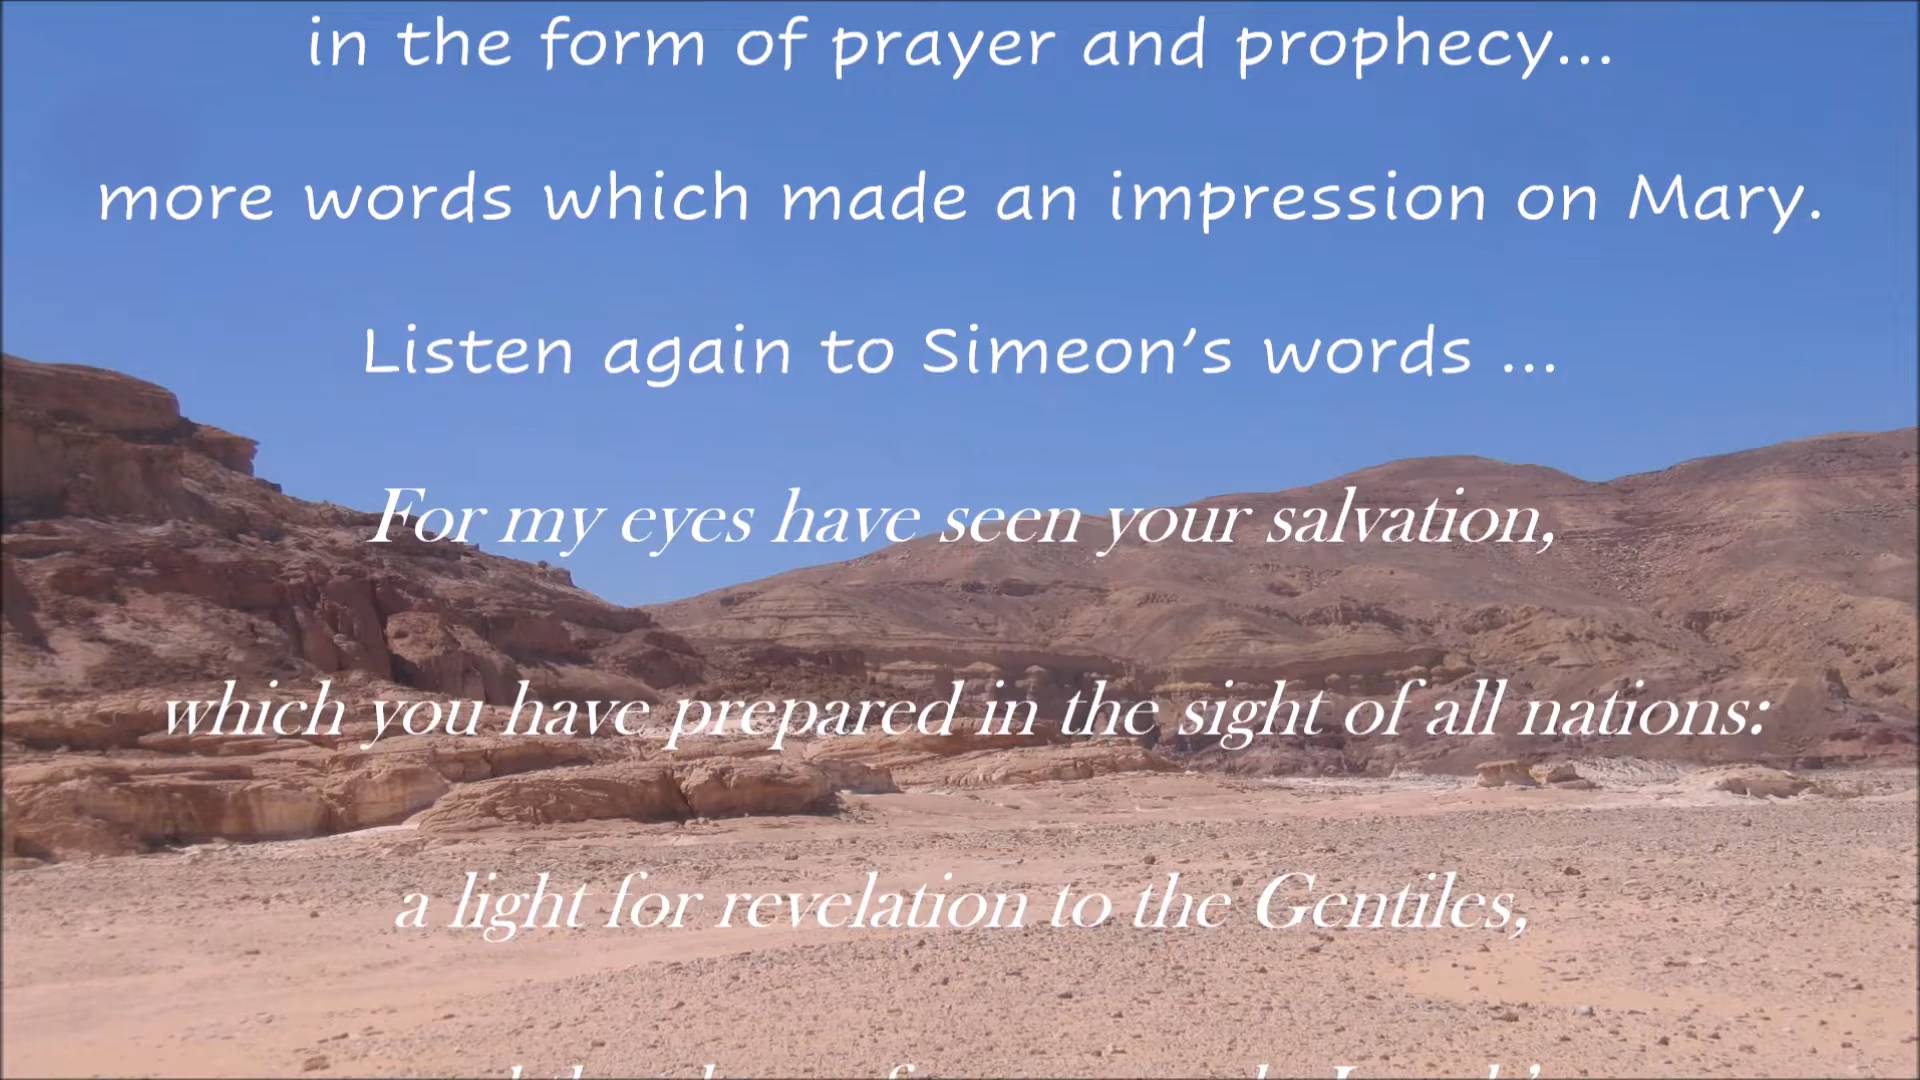 in the form of prayer and prophecy...
more words which made an impression on Mary.
Listen again to Simeon’s words ...
For my eyes have seen your salvation,
which you have prepared in the sight of all nations:
a light for revelation to the Gentiles,